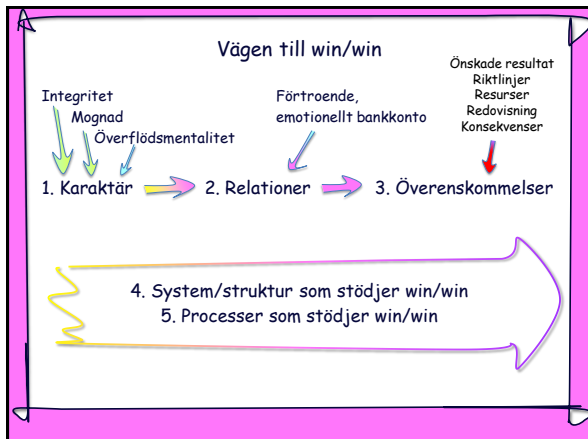 Vägen till win/win
Önskade resultat
Riktlinjer
Resurser
Redovisning
Konsekvenser
Integritet
Mognad
Överflödsmentalitet
Förtroende,
emotionellt bankkonto
1. Karaktär
2. Relationer
3. Överenskommelser
4. System/struktur som stödjer win/win
5. Processer som stödjer win/win